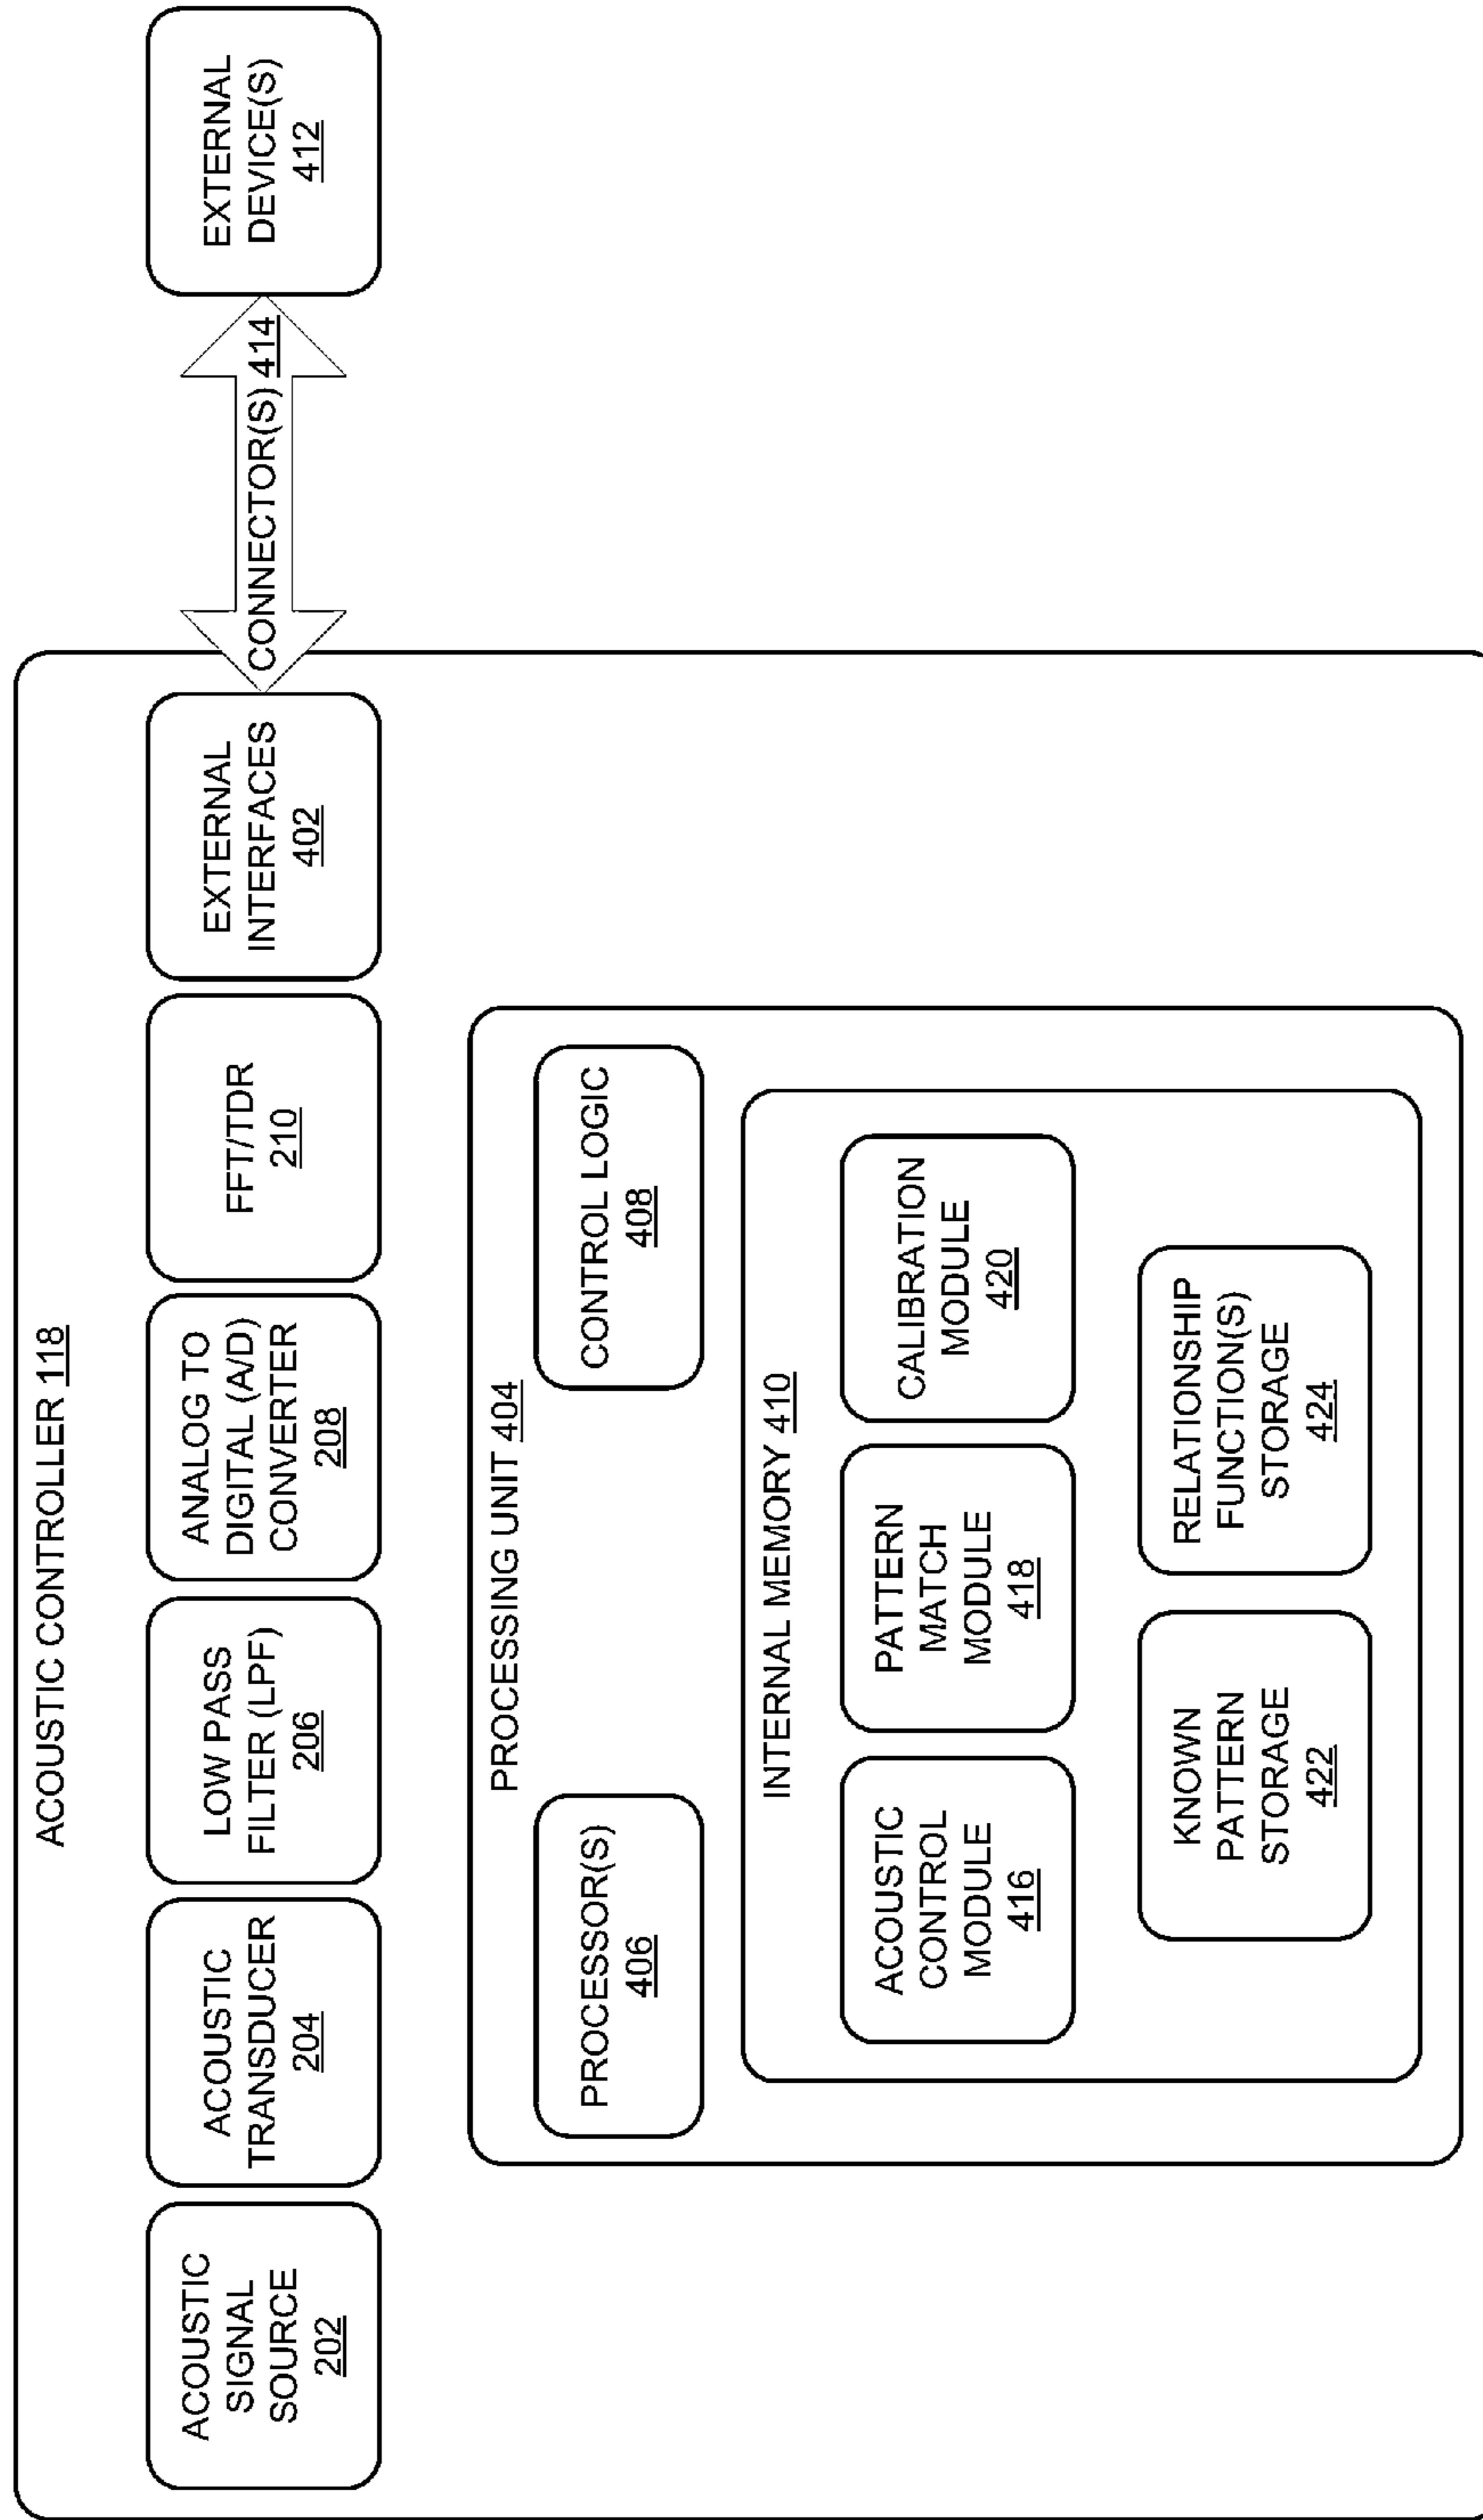 ACOUSTIC CONTROLLER 118
ACOUSTIC
SIGNAL
SOURCE
202
ACOUSTIC
TRANSDUCER
204
LOW PASS
FILTER (LPF)
206
ANALOG TO
DIGITAL (A/D)
CONVERTER
208
FFT/TDR
210
EXTERNAL
INTERFACES
402
CONNECTOR(S) 414
EXTERNAL
DEVICE(S)
412
PROCESSING UNIT 404
PROCESSOR(S)
406
CONTROL LOGIC
408
INTERNAL MEMORY 410
ACOUSTIC
CONTROL
MODULE
416
PATTERN
MATCH
MODULE
418
CALIBRATION
MODULE
420
KNOWN
PATTERN
STORAGE
422
RELATIONSHIP
FUNCTION(S)
STORAGE
424